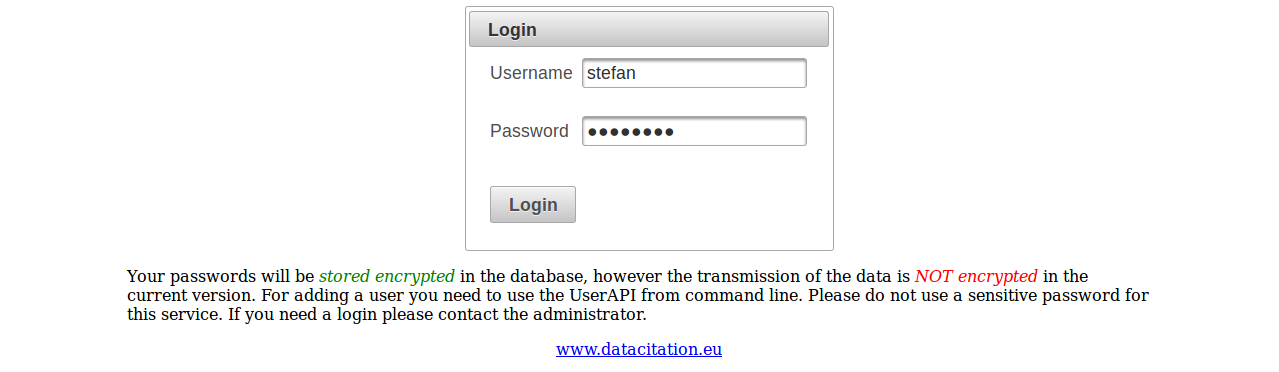 Login
Username stefan
Password ●●●●●●●●
Login
Your passwords will be stored encrypted in the database, however the transmission of the data is NOT encrypted in the
current version. For adding a user you need to use the UserAPI from command line. Please do not use a sensitive password for
this service. If you need a login please contact the administrator.
www.datacitation.eu